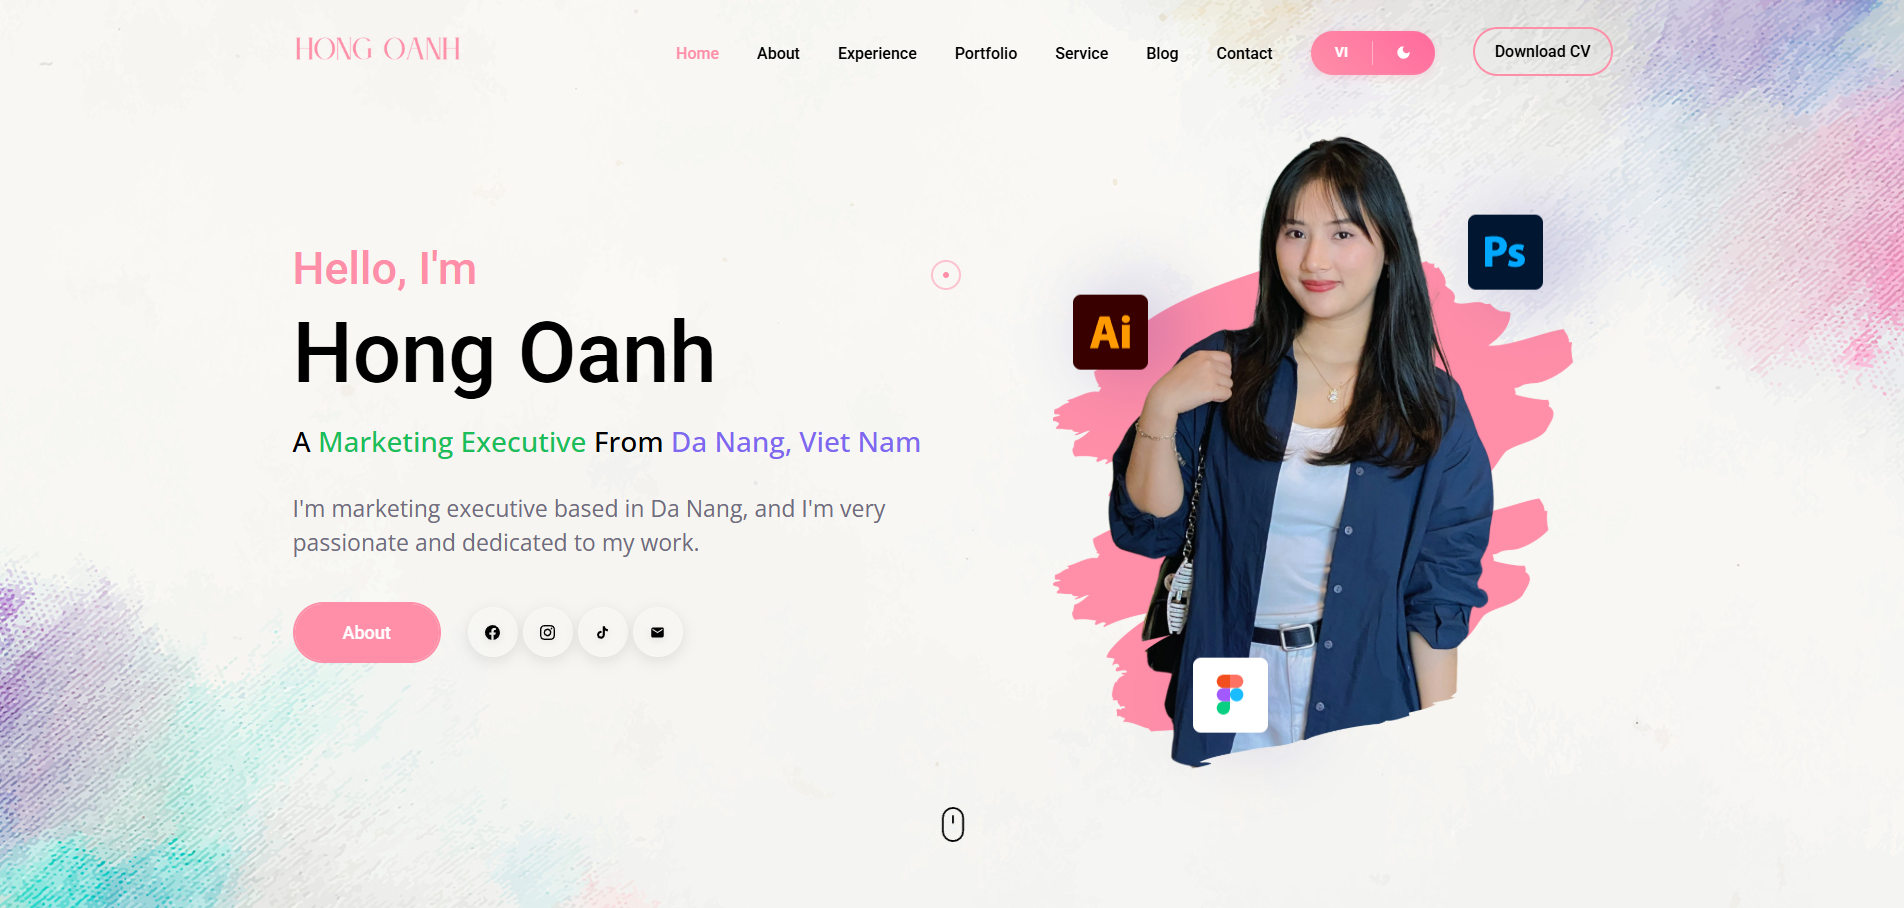 HONG OANH
Home About Experience Portfolio Service Blog Contact VI Download CV
Hello, I'm
Hong Oanh
A Marketing Executive From Da Nang, Viet Nam
I'm marketing executive based in Da Nang, and I'm very
passionate and dedicated to my work.
About
Ps
Ai